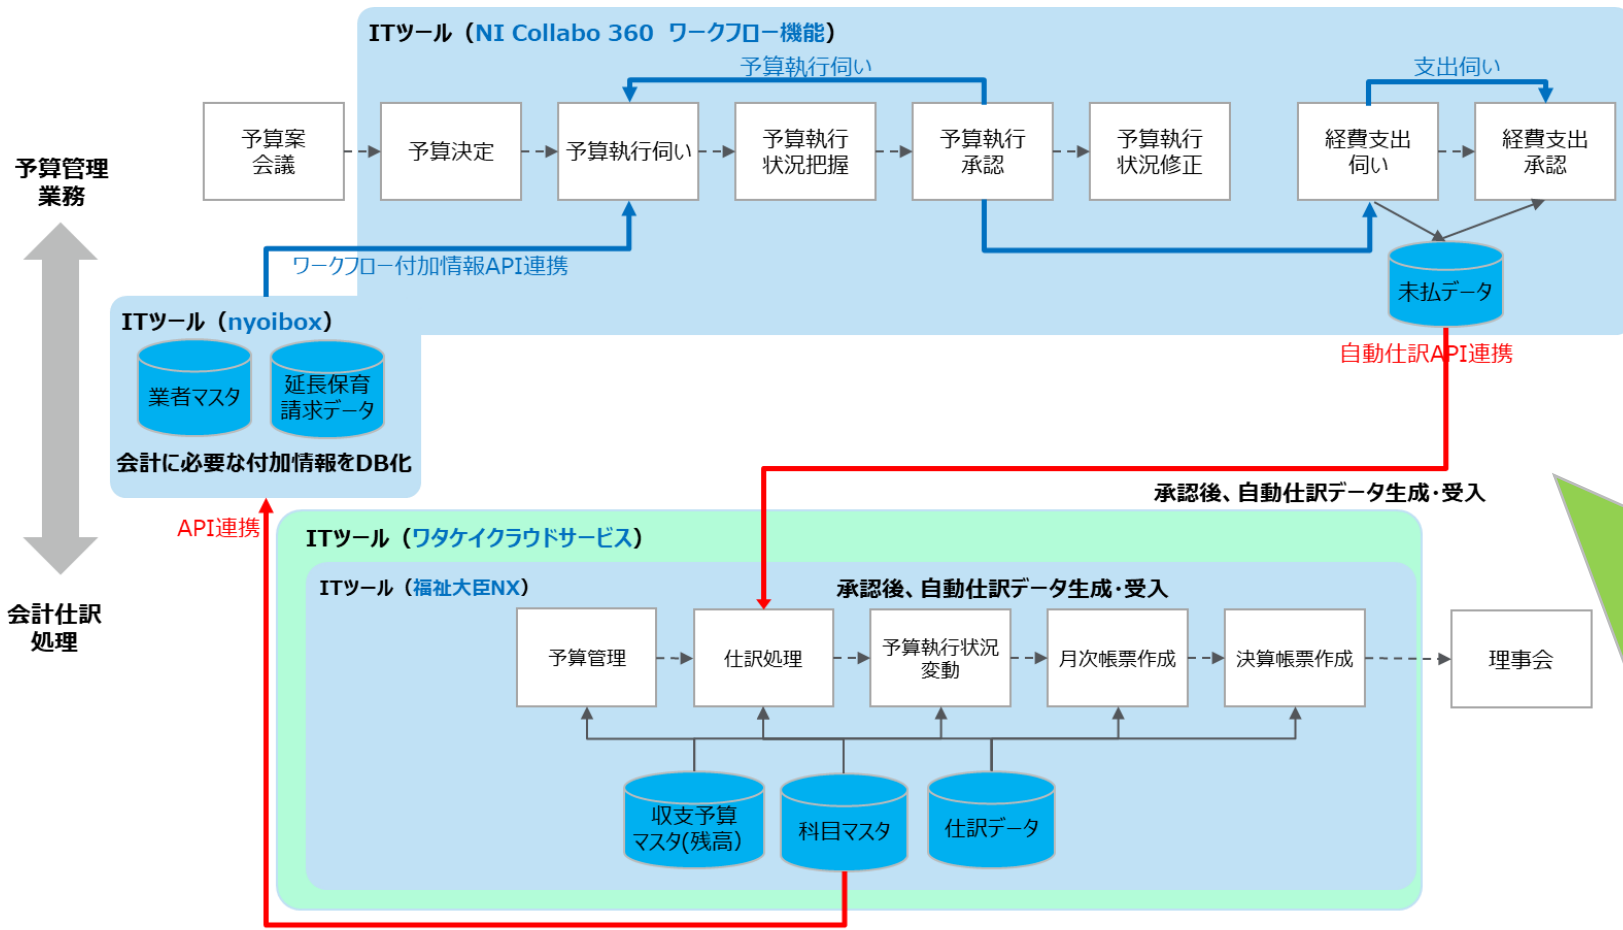 ITツール（NI Collabo 360 ワークフロー機能）
予算執行伺い
支出伺い
予算案
会議
予算決定
予算執行伺い
予算執行
状況把握
予算執行
承認
予算執行
状況修正
経費支出
伺い
経費支出
承認
予算管理
業務
ワークフロー付加情報API連携
未払データ
ITツール（nyoibox）
自動仕訳API連携
業者マスタ
延長保育
請求データ
会計に必要な付加情報をDB化
承認後、自動仕訳データ生成・受入
API連携
ITツール（ワタケイクラウドサービス）
ITツール（福祉大臣NX）
承認後、自動仕訳データ生成・受入
会計仕訳
処理
予算管理
仕訳処理
予算執行状況
変動
月次帳票作成
決算帳票作成
理事会
収支予算
マスタ(残高）
科目マスタ
仕訳データ